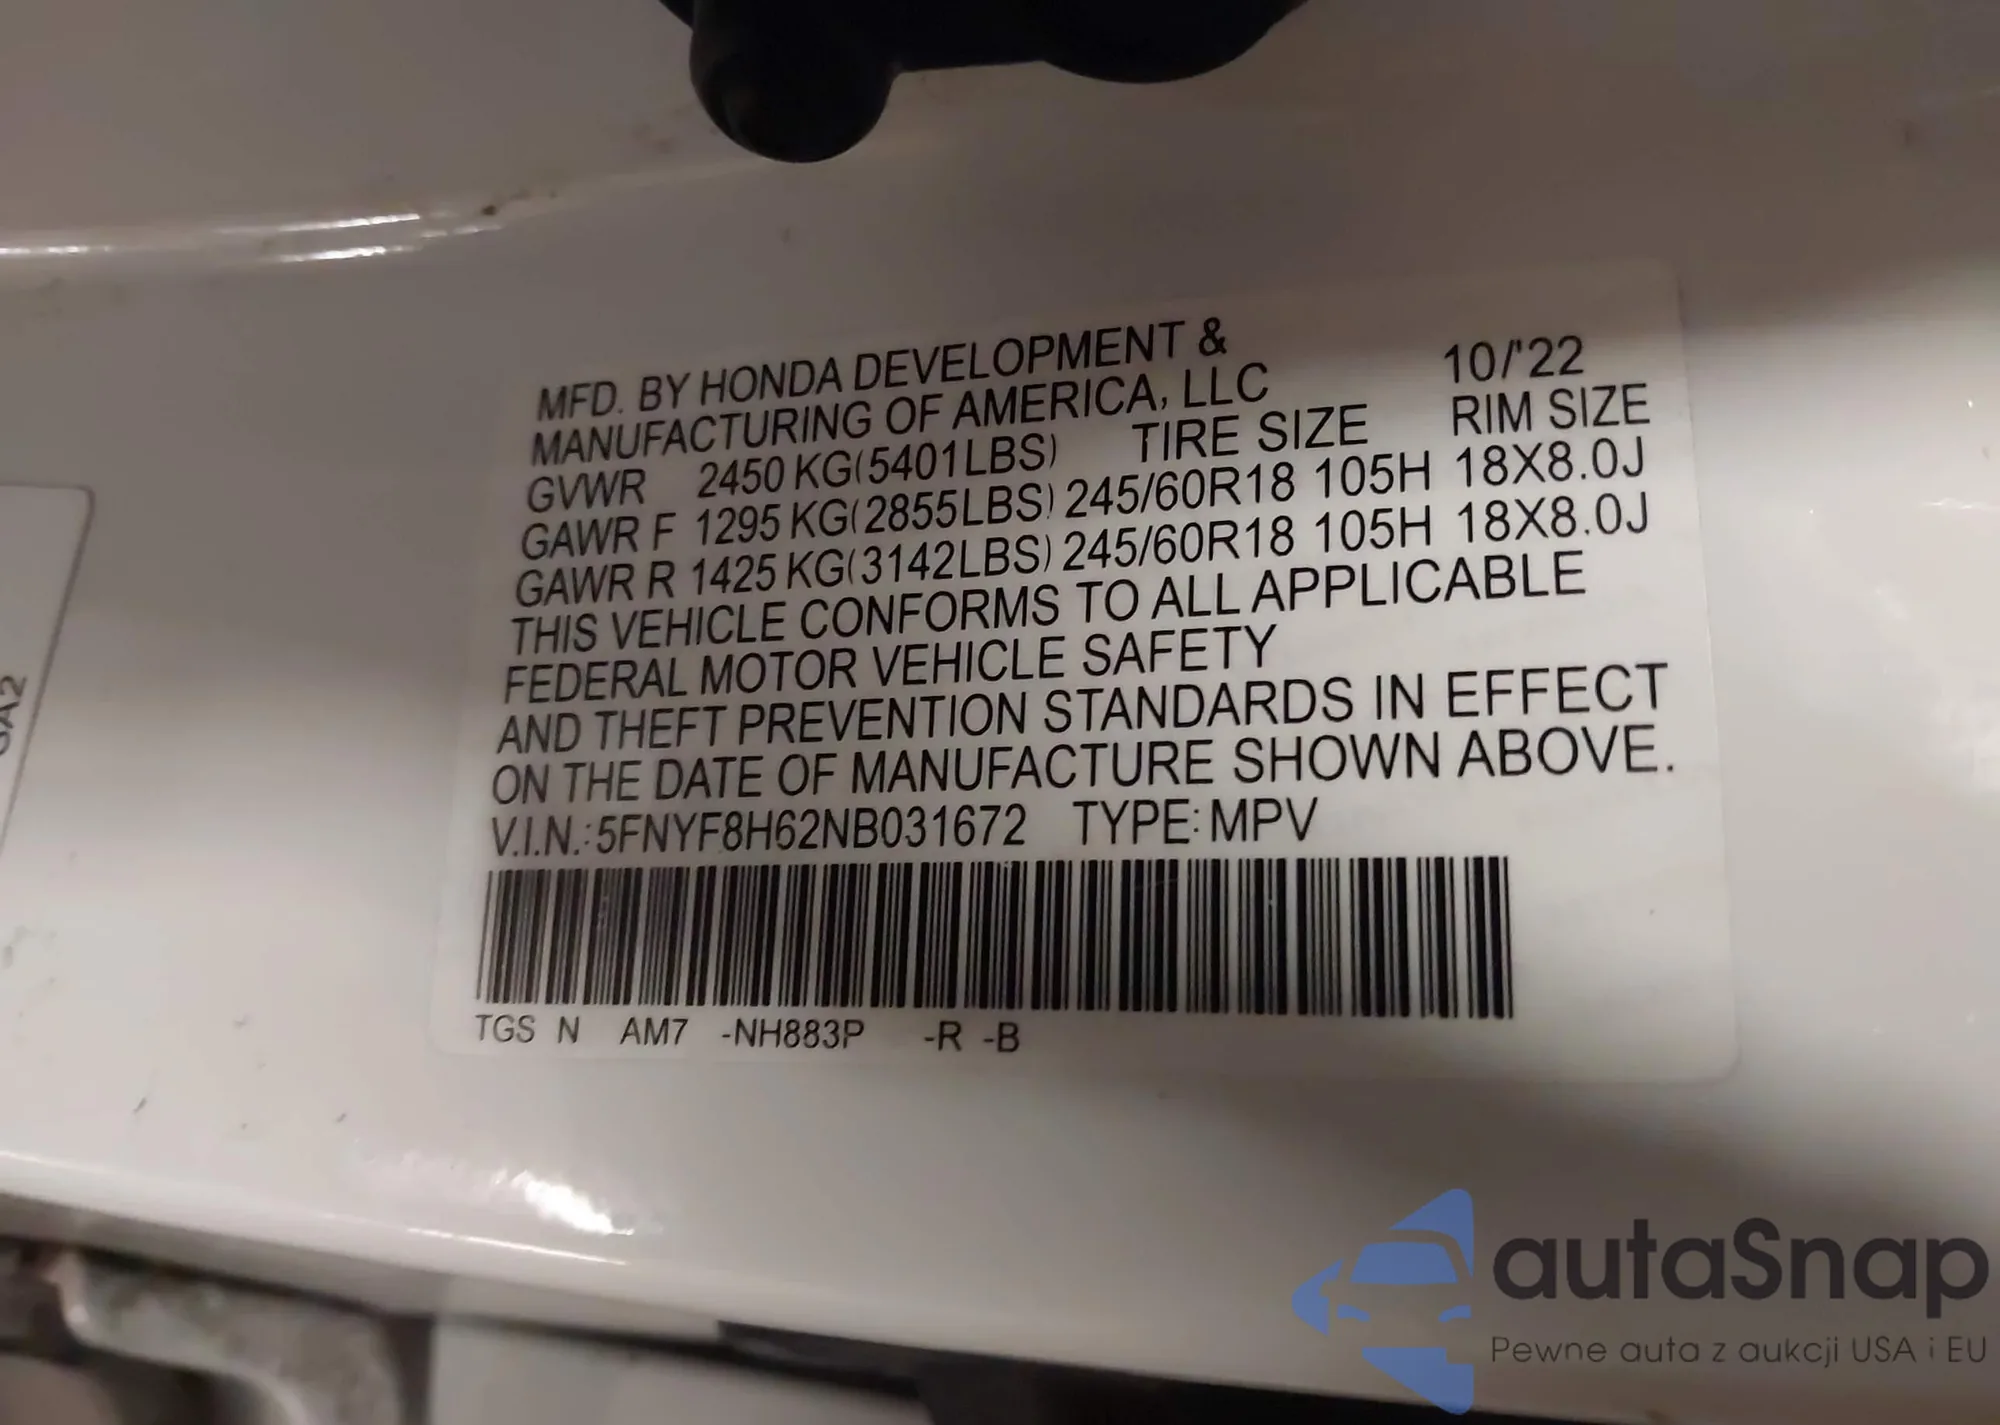 MFD. BY HONDA DEVELOPMENT &
MANUFACTURING OF AMERICA, LLC 10/'22
GVWR 2450 KG(5401LBS) TIRE SIZE RIM SIZE
GAWR F 1295 KG(2855LBS) 245/60R18 105H 18X8.0J
GAWR R 1425 KG(3142LBS) 245/60R18 105H 18X8.0J
THIS VEHICLE CONFORMS TO ALL APPLICABLE
FEDERAL MOTOR VEHICLE SAFETY
AND THEFT PREVENTION STANDARDS IN EFFECT
ON THE DATE OF MANUFACTURE SHOWN ABOVE.
V.I.N.:5FNYF8H62NB031672 TYPE:MPV
TGS N AM7 -NH883P -R -B
autaSnap
Pewne auta z aukcji USA i EU